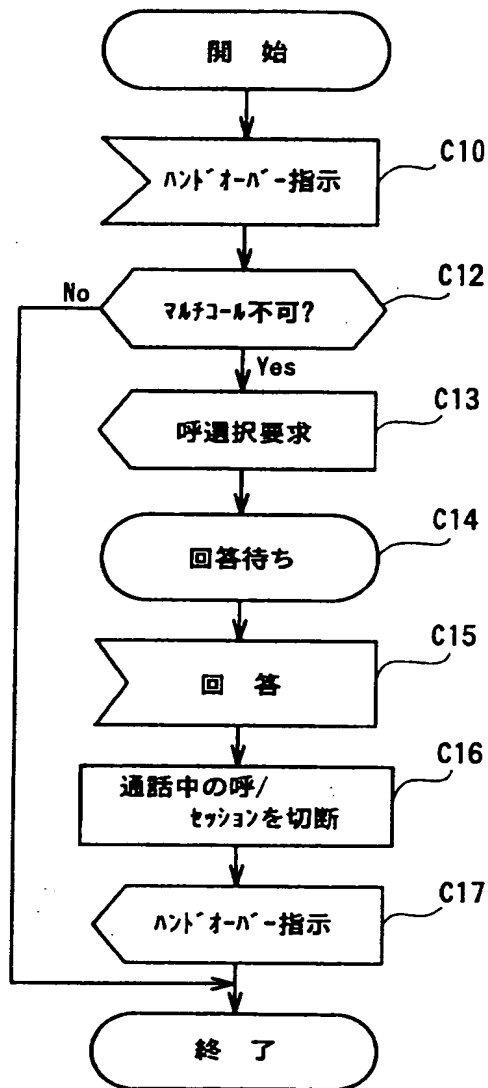 開 始
C10
ハンドオーバー指示
C12
No
マルチコール不可?
Yes
C13
呼選択要求
C14
回答待ち
C15
回 答
C16
通話中の呼/
セッションを切断
C17
ハンドオーバー指示
終 了